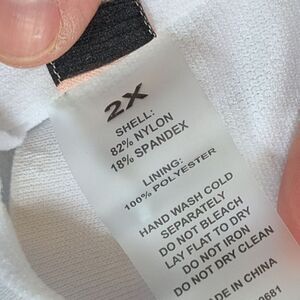 2X
SHELL:
82% NYLON
18% SPANDEX
LINING:
100% POLYESTER
HAND WASH COLD
SEPARATELY
DO NOT BLEACH
LAY FLAT TO DRY
DO NOT IRON
DO NOT DRY CLEAN
MADE IN CHINA